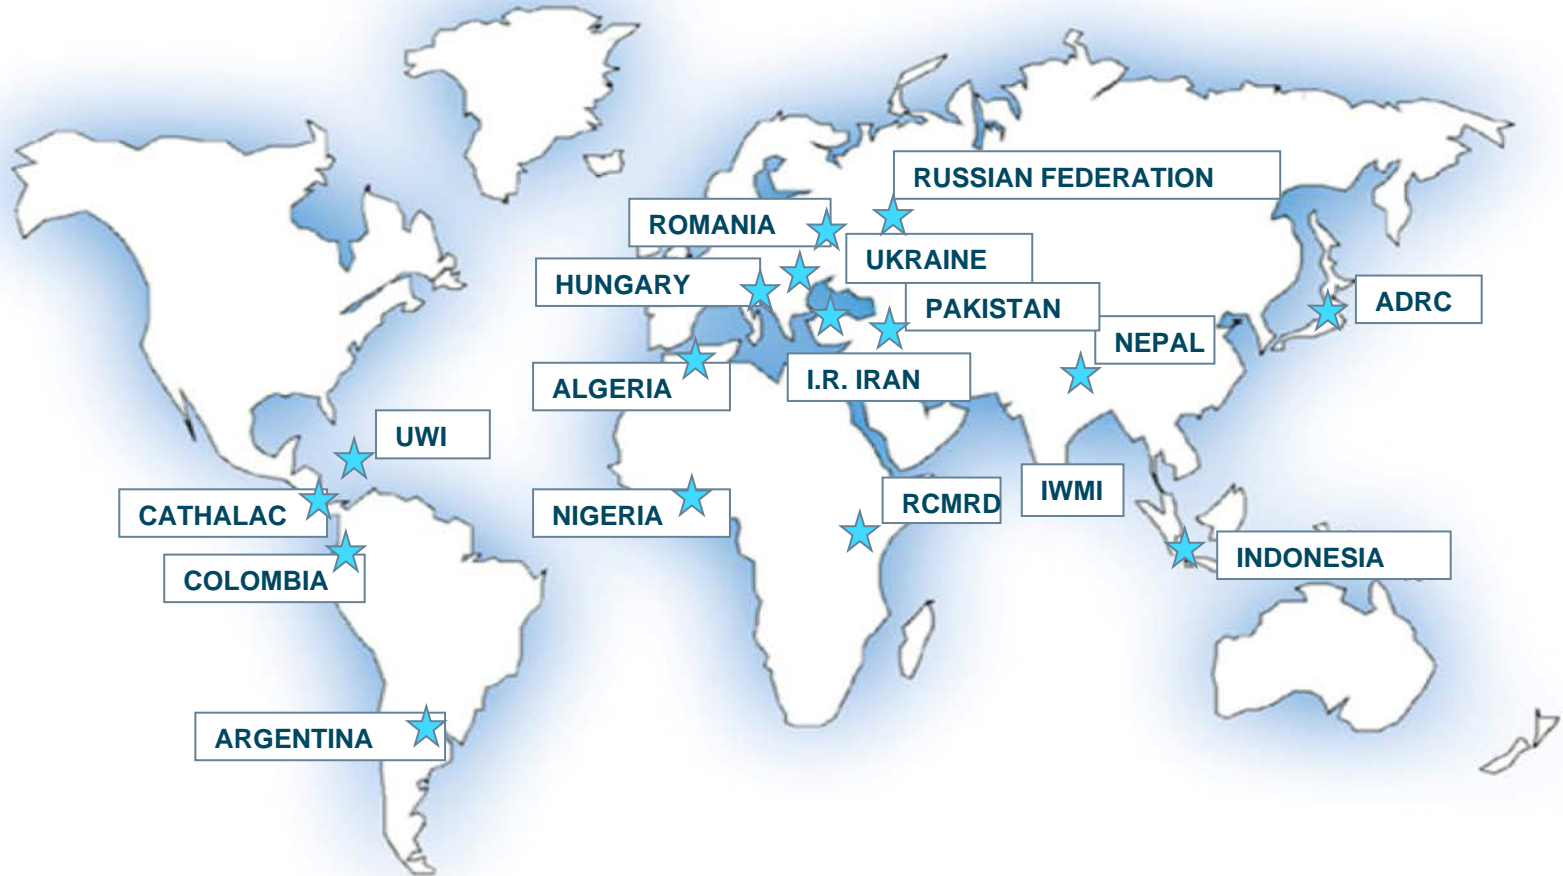 RUSSIAN FEDERATION
ROMANIA
UKRAINE
HUNGARY
PAKISTAN
ADRC
NEPAL
ALGERIA
I.R. IRAN
UWI
IWMI
RCMRD
CATHALAC
NIGERIA
INDONESIA
COLOMBIA
ARGENTINA